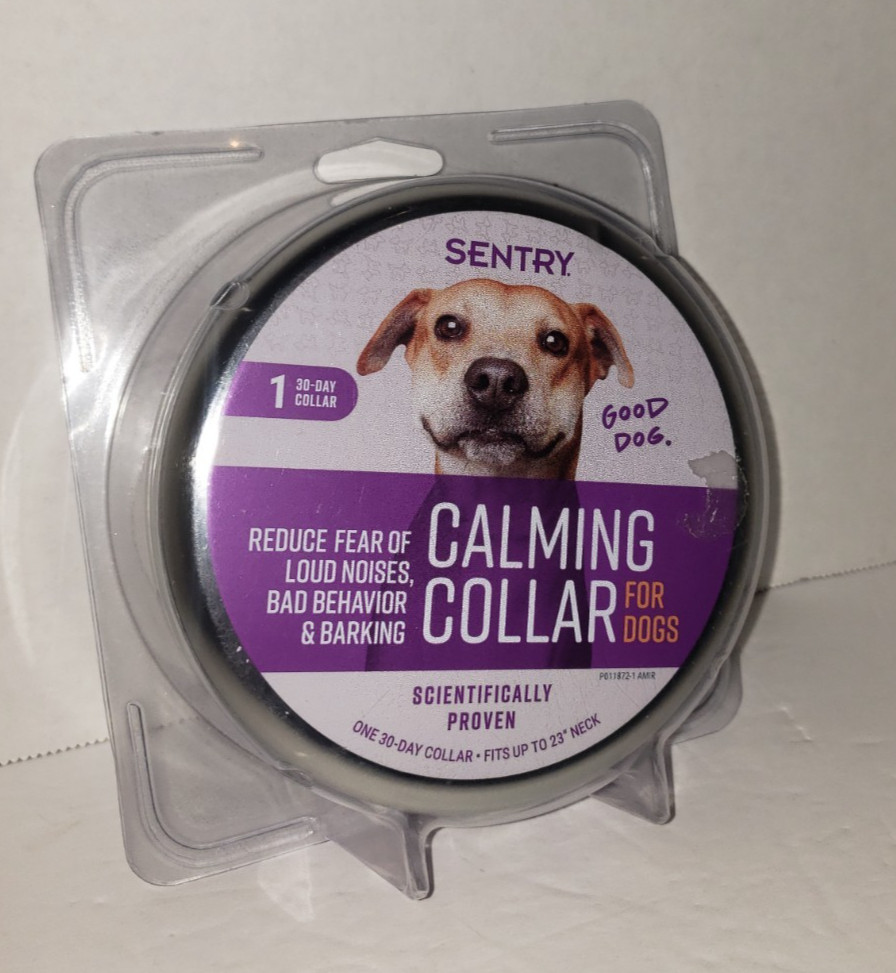 SENTRY.
1 30-DAY
COLLAR
GOOD
DOG.
REDUCE FEAR OF
LOUD NOISES,
BAD BEHAVIOR
& BARKING
CALMING
COLLAR
FOR
DOGS
SCIENTIFICALLY
PROVEN
ONE 30-DAY COLLAR • FITS UP TO 23" NECK